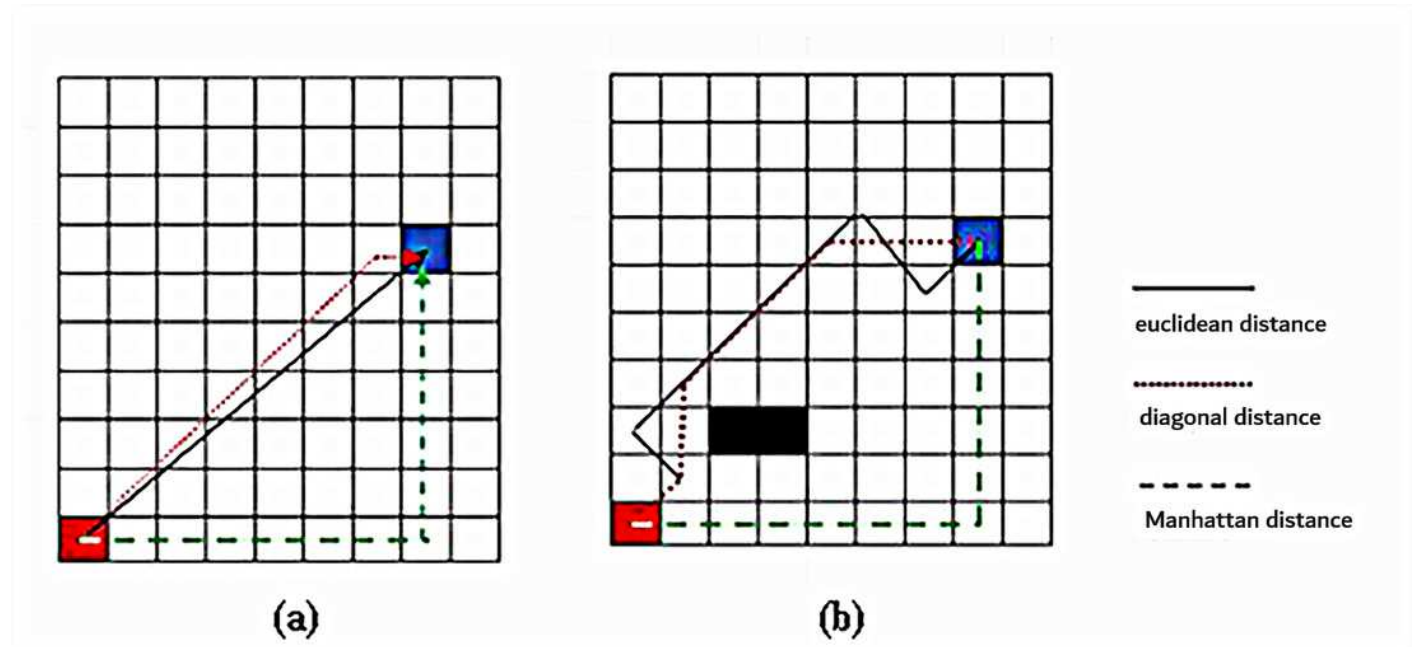 (a)
(b)
euclidean distance
diagonal distance
Manhattan distance